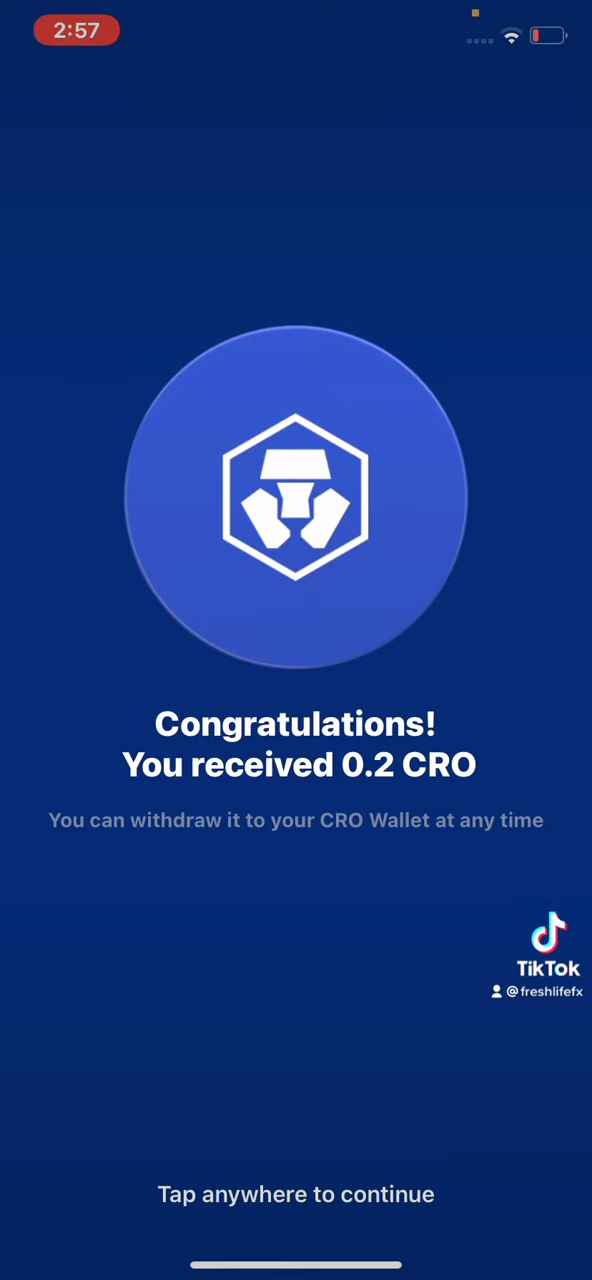 2:57
Congratulations!
You received 0.2 CRO
You can withdraw it to your CRO Wallet at any time
TikTok
@freshlifefx
Tap anywhere to continue